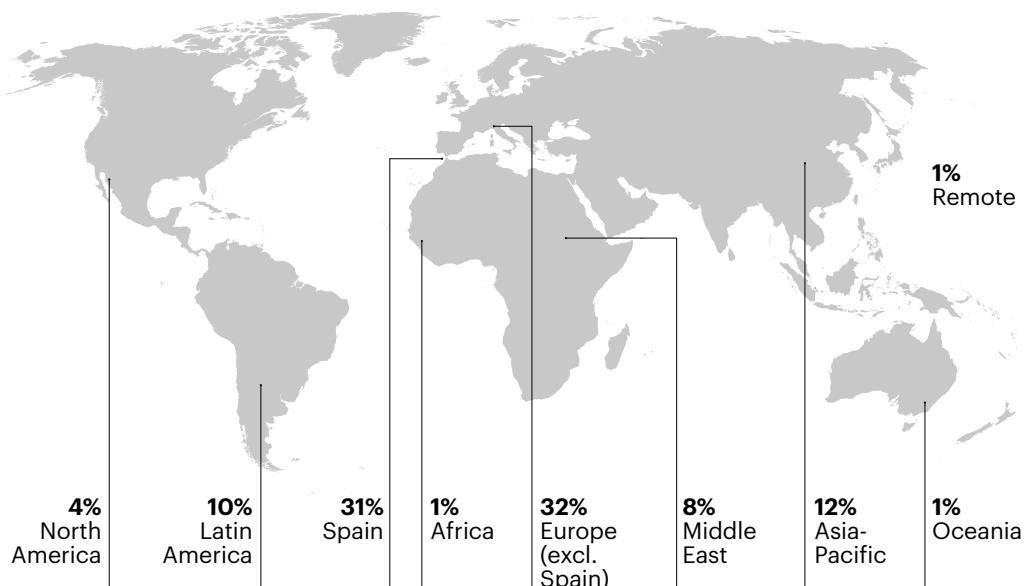 1%
Remote
4%
North
America
10%
Latin
America
31%
Spain
1%
Africa
32%
Europe
(excl.
Spain)
8%
Middle
East
12%
Asia-
Pacific
1%
Oceania